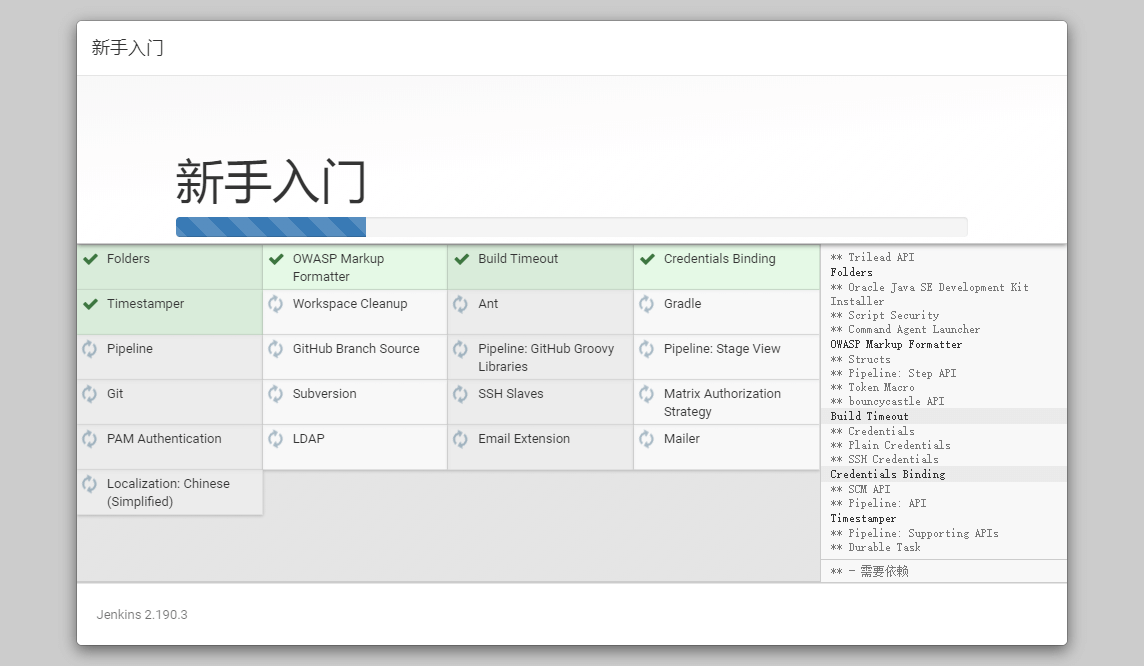 新手入门
新手入门
Folders
OWASP Markup
Formatter
Build Timeout
Credentials Binding
Timestamper
Workspace Cleanup
Ant
Gradle
Pipeline
GitHub Branch Source
Pipeline: GitHub Groovy
Libraries
Pipeline: Stage View
Git
Subversion
SSH Slaves
Matrix Authorization
Strategy
PAM Authentication
LDAP
Email Extension
Mailer
Localization: Chinese
(Simplified)
** Trilead API
Folders
** Oracle Java SE Development Kit
Installer
** Script Security
** Command Agent Launcher
OWASP Markup Formatter
** Structs
** Pipeline: Step API
** Token Macro
** bouncycastle API
Build Timeout
** Credentials
** Plain Credentials
** SSH Credentials
Credentials Binding
** SCM API
** Pipeline: API
Timestamper
** Pipeline: Supporting APIs
** Durable Task
** - 需要依赖
Jenkins 2.190.3